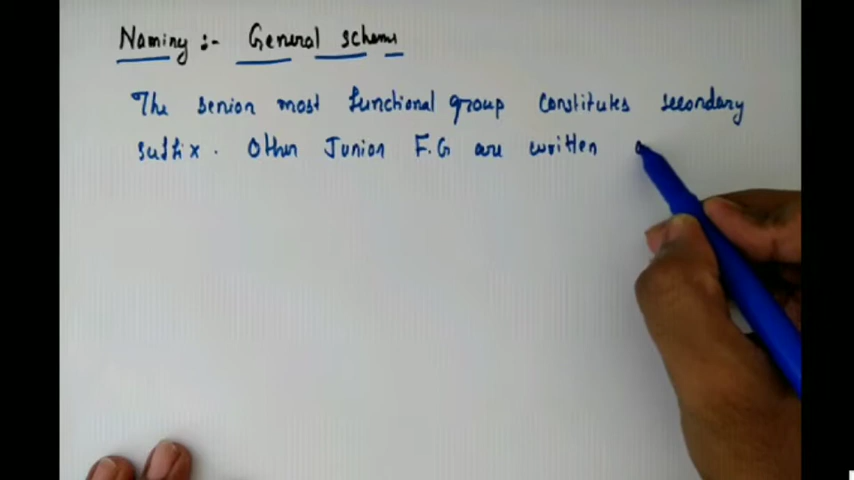 Naming :- General scheme
The senior most functional group constitutes secondary
suffix. Other Junior F.G are written